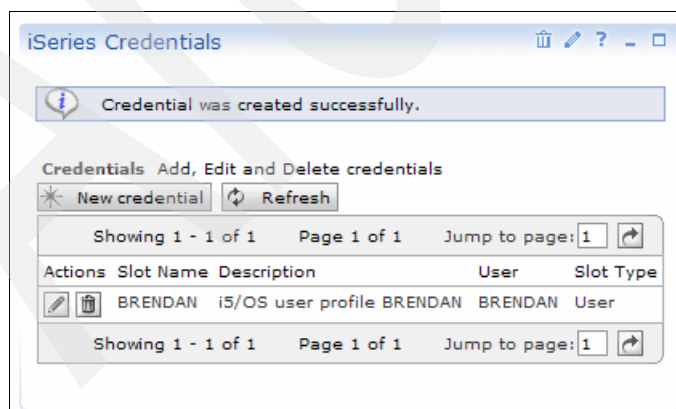 iSeries Credentials
Credential was created successfully.
Credentials Add, Edit and Delete credentials
New credential Refresh
Showing 1 - 1 of 1 Page 1 of 1 Jump to page: 1
Actions Slot Name Description User Slot Type
BRENDAN i5/OS user profile BRENDAN BRENDAN User
Showing 1 - 1 of 1 Page 1 of 1 Jump to page: 1